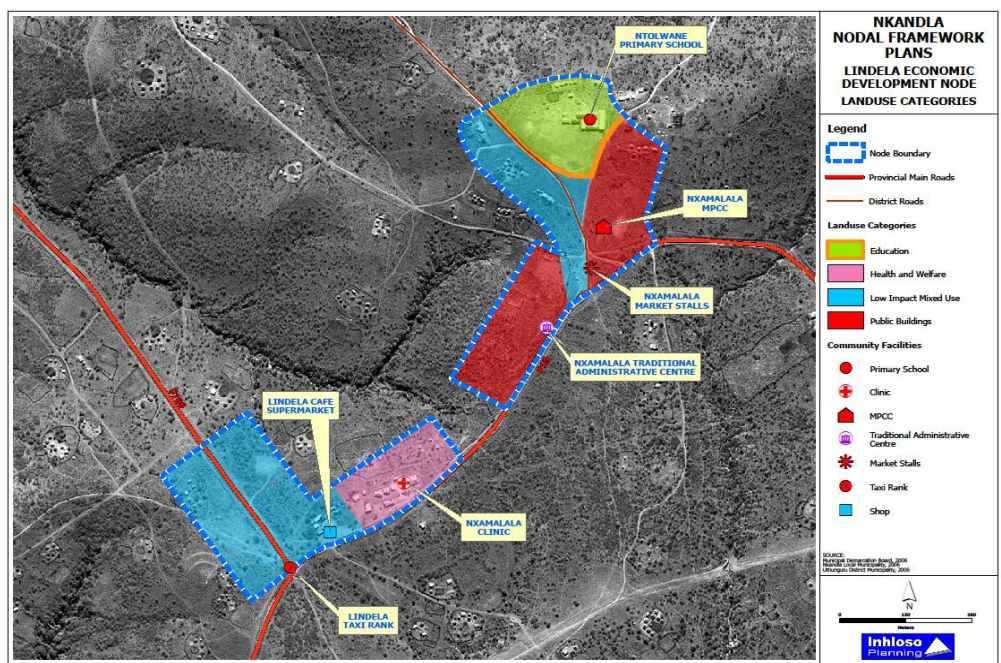 NTOLWANE
PRIMARY SCHOOL
NXAMALALA
MPCC
NXAMALALA
MARKET STALLS
NXAMALALA TRADITIONAL
ADMINISTRATIVE CENTRE
LINDELA CAFE
SUPERMARKET
NXAMALALA
CLINIC
LINDELA
TAXI RANK
NKANDLA
NODAL FRAMEWORK
PLANS
LINDELA ECONOMIC
DEVELOPMENT NODE
LANDUSE CATEGORIES
Legend
Node Boundary
Provincial Main Roads
District Roads
Landuse Categories
Education
Health and Welfare
Low Impact Mixed Use
Public Buildings
Community Facilities
Primary School
Clinic
MPCC
Traditional Administrative
Centre
Market Stalls
Taxi Rank
Shop
SOURCE:
Municipal Demarcation Board, 2006
Nkandla Local Municipality, 2006
Uthungulu District Municipality, 2006
N
0
Meters
Inhloso
Planning